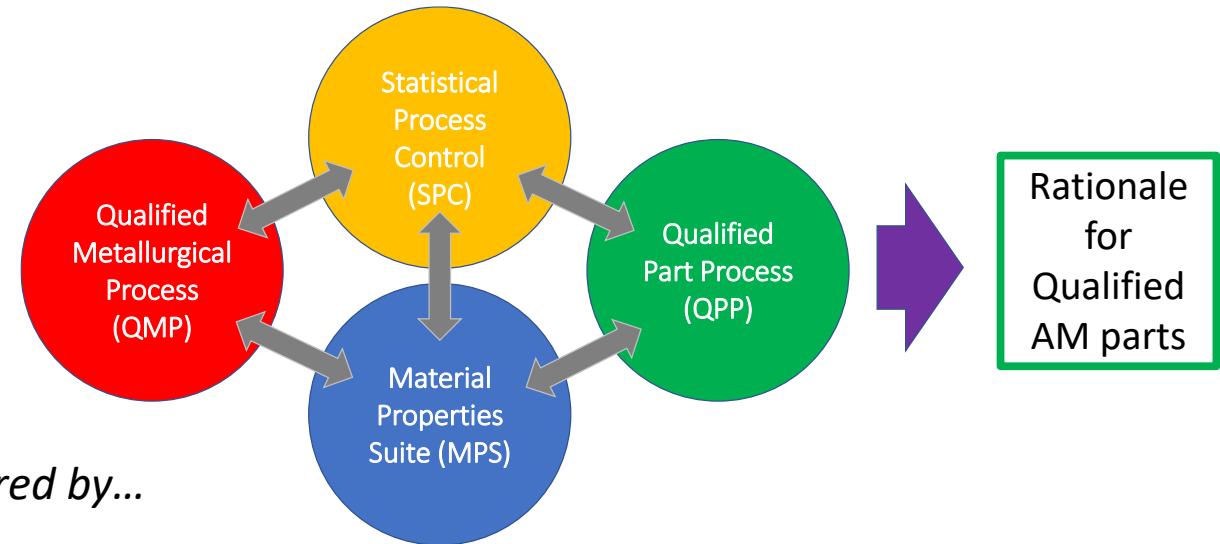 Statistical
Process
Control
(SPC)
Qualified
Metallurgical
Process
(QMP)
Qualified
Part Process
(QPP)
Material
Properties
Suite (MPS)
Rationale
for
Qualified
AM parts
by…